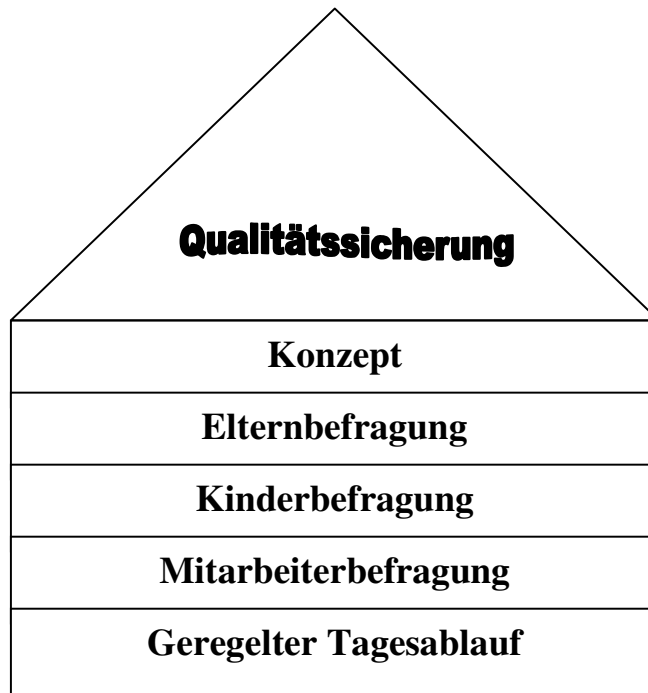 Qualitätssicherung
Konzept
Elternbefragung
Kinderbefragung
Mitarbeiterbefragung
Geregelter Tagesablauf